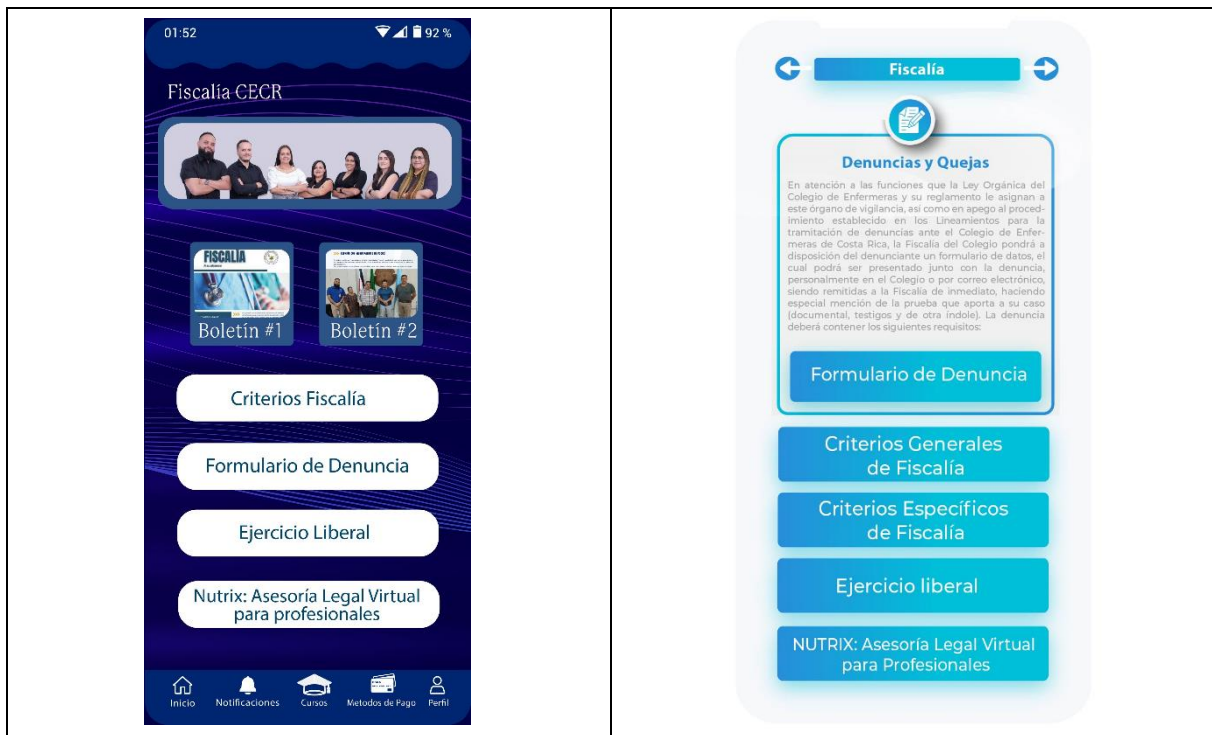 01:52
92 %
Fiscalía CECR
FISCALÍA
Boletín #1
Boletín #2
Criterios Fiscalía
Formulario de Denuncia
Ejercicio Liberal
Nutrix: Asesoría Legal Virtual
para profesionales
Inicio
Notificaciones
Cursos
Metodos de Pago
Perfil
Fiscalía
Denuncias y Quejas
En atención a las funciones que la Ley Orgánica del
Colegio de Enfermeras y su reglamento le asignan a
este órgano de vigilancia, así como en apego al proced-
imiento establecido en los Lineamientos para la
tramitación de denuncias ante el Colegio de Enfer-
meras de Costa Rica, la Fiscalía del Colegio pondrá a
disposición del denunciante un formulario de datos, el
cual podrá ser presentado junto con la denuncia,
personalmente en el Colegio o por correo electrónico,
siendo remitidas a la Fiscalía de inmediato, haciendo
especial mención de la prueba que aporta a su caso
(documental, testigos y de otra índole). La denuncia
deberá contener los siguientes requisitos:
Formulario de Denuncia
Criterios Generales
de Fiscalía
Criterios Específicos
de Fiscalía
Ejercicio liberal
NUTRIX: Asesoría Legal Virtual
para Profesionales